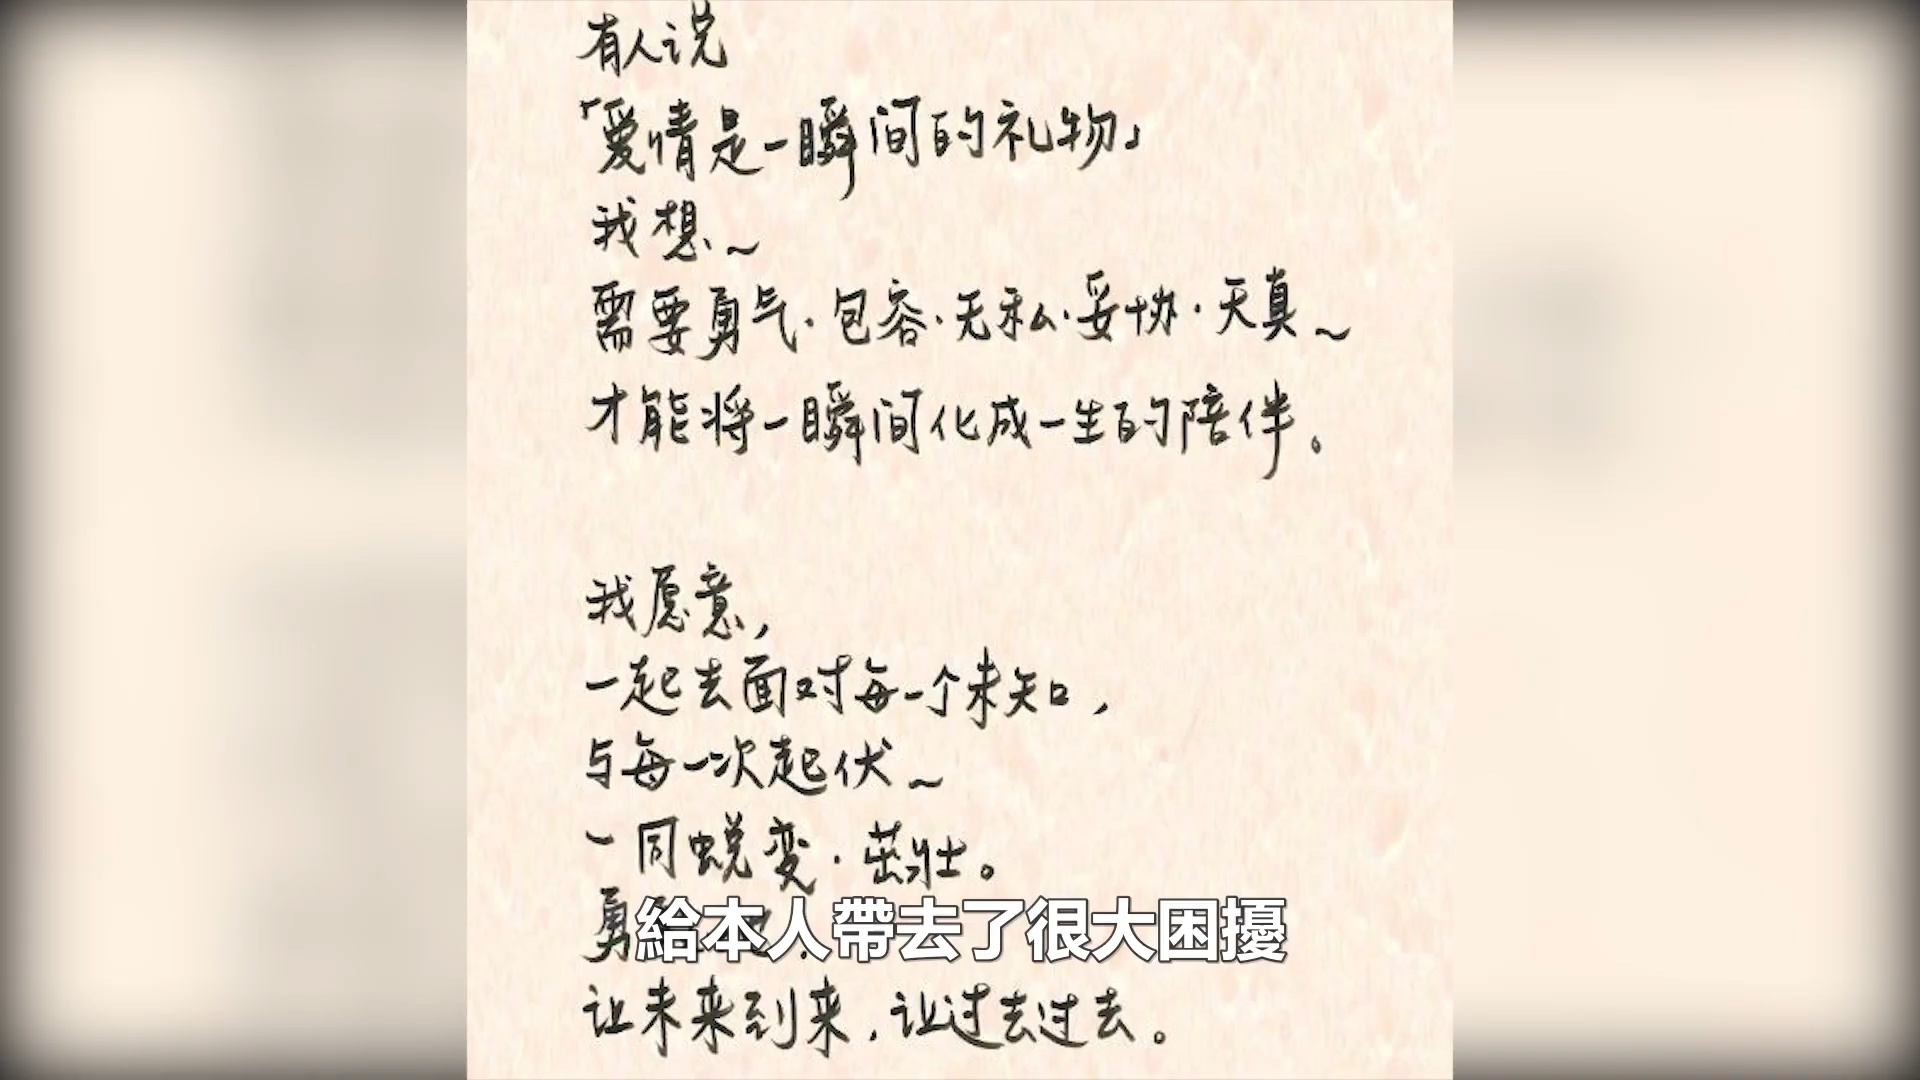 有人说
「爱情是一瞬间的礼物」
我想~
需要勇气·包容·无私·妥协·天真~
才能将一瞬间化成一生的陪伴。
我愿意,
一起去面对每一个未知,
与每一次起伏~
一同蜕变·茁壮。
勇
給本人帶去了很大困擾
让未来到来,让过去过去。